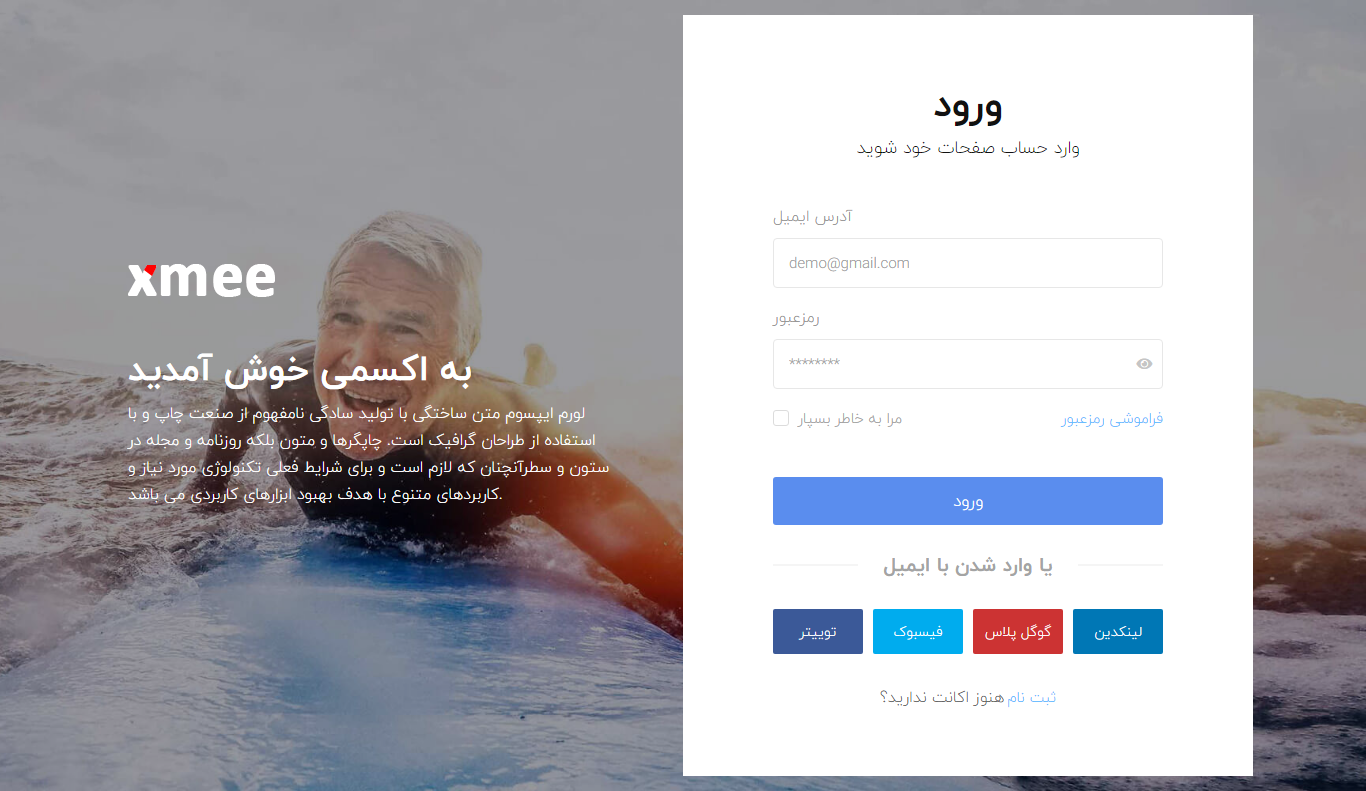 xmee
به اکسمی خوش آمدید
لورم ایپسوم متن ساختگی با تولید سادگی نامفهوم از صنعت چاپ و با
استفاده از طراحان گرافیک است. چاپگرها و متون بلکه روزنامه و مجله در
ستون و سطرآنچنان که لازم است و برای شرایط فعلی تکنولوژی مورد نیاز و
کاربردهای متنوع با هدف بهبود ابزارهای کاربردی می باشد.
ورود
وارد حساب صفحات خود شوید
آدرس ایمیل
demo@gmail.com
رمزعبور
********
مرا به خاطر بسپار
فراموشی رمزعبور
ورود
یا وارد شدن با ایمیل
توییتر
فیسبوک
گوگل پلاس
لینکدین
هنوز اکانت ندارید؟ ثبت نام